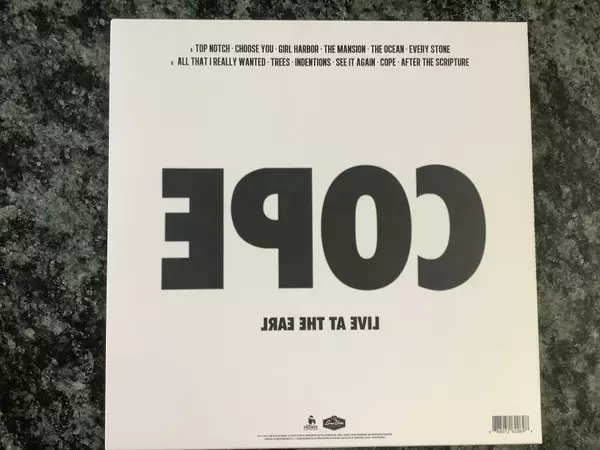 A: TOP NOTCH · CHOOSE YOU · GIRL HARBOR · THE MANSION · THE OCEAN · EVERY STONE
B: ALL THAT I REALLY WANTED · TREES · INDENTIONS · SEE IT AGAIN · COPE · AFTER THE SCRIPTURE
COPE
LIVE AT THE EARL